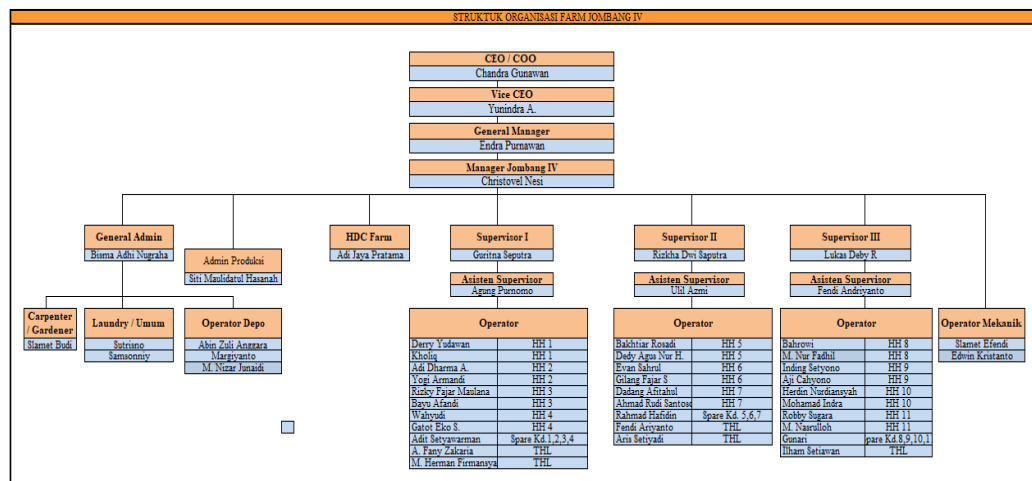 STRUKTUK ORGANISASI FARM JOMBANG IV
CEO / COO
Chandra Gunawan
Vice CEO
Yunindra A.
General Manager
Endra Purnawan
Manager Jombang IV
Christovel Nesi
General Admin
Bisma Adhi Nugraha
Admin Produksi
Siti Maulidatul Hasanah
HDC Farm
Adi Jaya Pratama
Supervisor I
Guritna Seputra
Supervisor II
Rizkha Dwi Saputra
Supervisor III
Lukas Deby R
Asisten Supervisor
Agung Purnomo
Asisten Supervisor
Ulil Azmi
Asisten Supervisor
Fendi Andriyanto
Carpenter
/ Gardener
Slamet Budi
Laundry / Umum
Sutrisno
Samsonniy
Operator Depo
Abin Zuli Anggara
Margiyanto
M. Nizar Junaidi
Operator
Derry Yudawan HH 1
Kholiq HH 1
Adi Dharma A. HH 2
Yogi Armandi HH 2
Rizky Fajar Maulana HH 3
Bayu Afandi HH 3
Wahyudi HH 4
Gatot Eko S. HH 4
Adit Setyawarman Spare Kd.1,2,3,4
A. Fany Zakaria THL
M. Herman Firmansya THL
Operator
Bakhtiar Rosadi HH 5
Dedy Agus Nur H. HH 5
Evan Sahrul HH 6
Gilang Fajar S HH 6
Dadang Afitahul HH 7
Ahmad Rudi Santoso HH 7
Rahmad Hafidin Spare Kd. 5,6,7
Fendi Ariyanto THL
Aris Setiyadi THL
Operator
Bahrowi HH 8
M. Nur Fadhil HH 8
Inding Setyono HH 9
Aji Cahyono HH 9
Herdin Nurdiansyah HH 10
Mohamad Indra HH 10
Robby Sugara HH 11
M. Nasrulloh HH 11
Gunari pare Kd.8,9,10,1
Ilham Setiawan THL
Operator Mekanik
Slamet Efendi
Edwin Kristanto